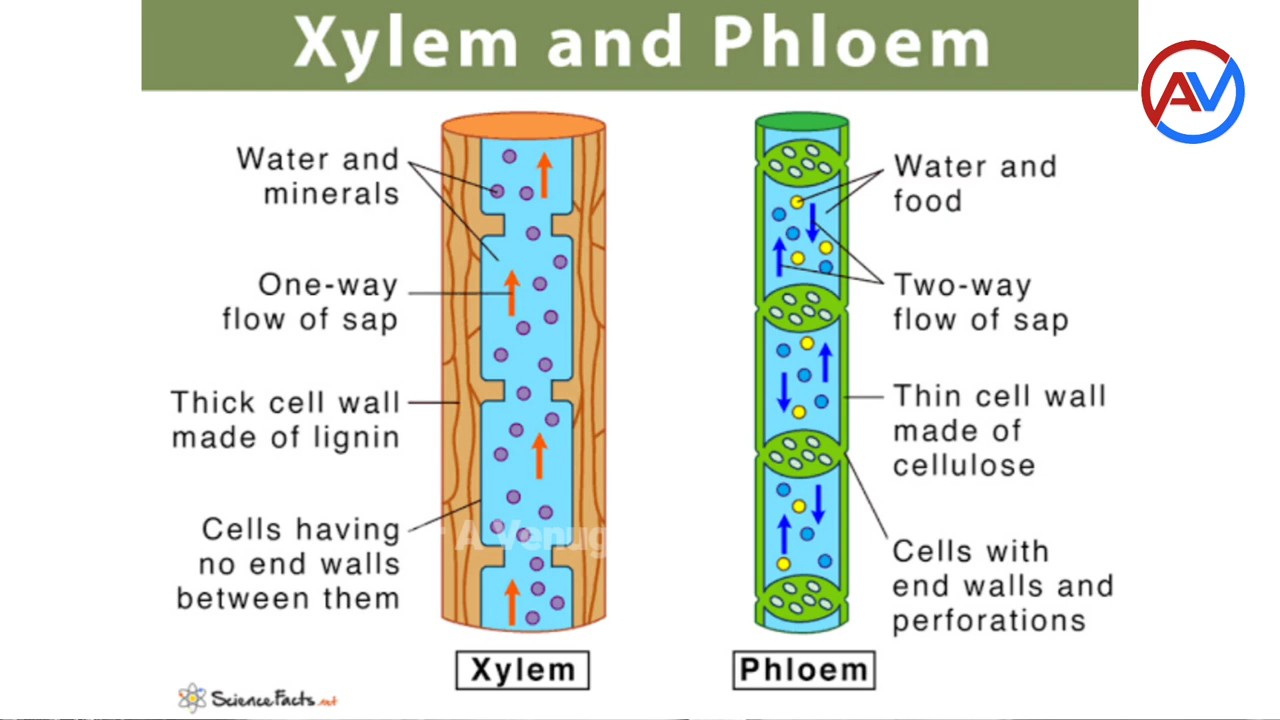 Xylem and Phloem
AV
Water and
minerals
One-way
flow of sap
Thick cell wall
made of lignin
Cells having
no end walls
between them
Water and
food
Two-way
flow of sap
Thin cell wall
made of
cellulose
Cells with
end walls and
perforations
A Venug
Xylem
Phloem
ScienceFacts.net